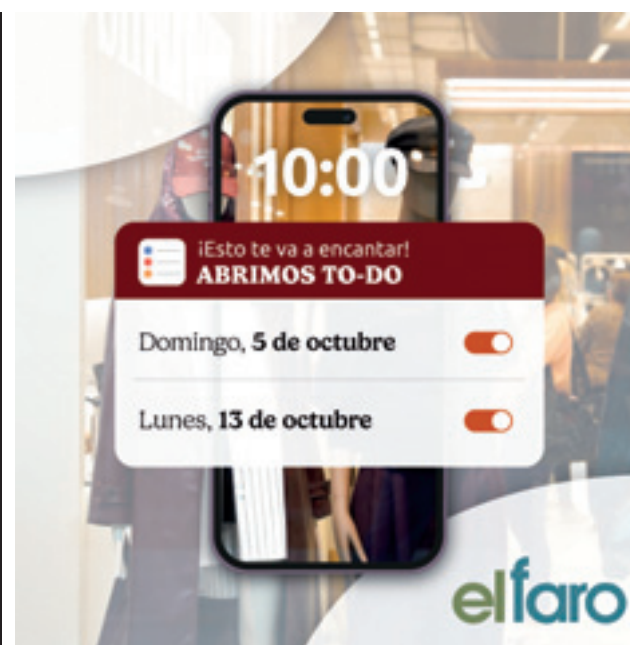 10:00
¡Esto te va a encantar!
ABRIMOS TO-DO
Domingo, 5 de octubre
Lunes, 13 de octubre
elfaro